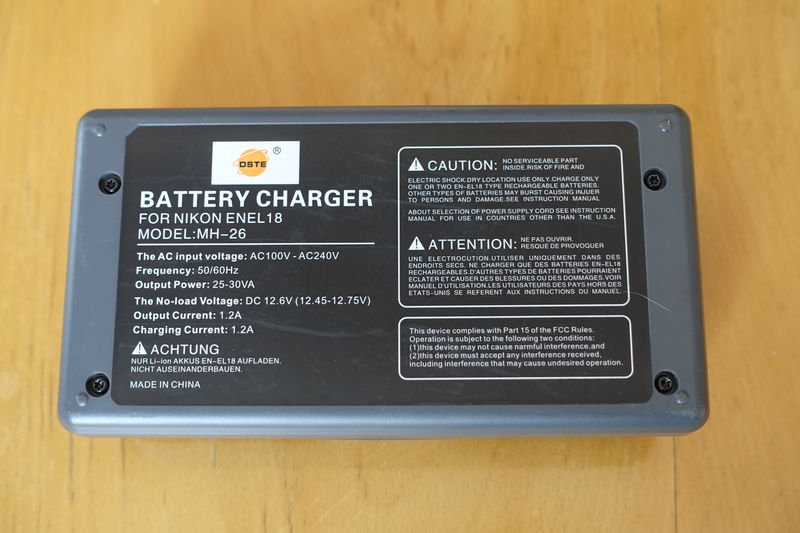 DSTE ®
BATTERY CHARGER
FOR NIKON ENEL18
MODEL:MH-26
The AC input voltage: AC100V - AC240V
Frequency: 50/60Hz
Output Power: 25-30VA
The No-load Voltage: DC 12.6V (12.45-12.75V)
Output Current: 1.2A
Charging Current: 1.2A
ACHTUNG
NUR Li-ion AKKUS EN-EL18 AUFLADEN.
NICHT AUSEINANDERBAUEN.
MADE IN CHINA
CAUTION: NO SERVICEABLE PART
INSIDE.RISK OF FIRE AND
ELECTRIC SHOCK.DRY LOCATION USE ONLY.CHARGE ONLY
ONE OR TWO EN-EL18 TYPE RECHARGEABLE BATTERIES.
OTHER TYPES OF BATTERIES MAY BURST CAUSING INJUER
TO PERSONS AND DAMAGE.SEE INSTRUCTION MANUAL
ABOUT SELECTION OF POWER SUPPLY CORD SEE INSTRUCTION
MANUAL FOR USE IN COUNTRIES OTHER THAN THE U.S.A.
ATTENTION: NE PAS OUVRIR.
RESQUE DE PROVOQUER
UNE ELECTROCUTION.UTILISER UNIQUEMENT DANS DES
ENDROITS SECS. NE CHARGER QUE DES BATTERIES EN-EL18
RECHARGEABLES.D'AUTRES TYPES DE BATTERIES POURRAIENT
ECLATER ET CAUSER DES BLESSURES OU DES DOMMAGES.VOIR
MANUEL D'UTILISATION.LES UTILISATEURS DES PAYS HORS DES
ETATS-UNIS SE REFERENT AUX INSTRUCTIONS DU MANUEL.
This device complies with Part 15 of the FCC Rules.
Operation is subject to the following two conditions:
(1)this device may not cause harmful interference,and
(2)this device must accept any interference received,
including interference that may cause undesired operation.